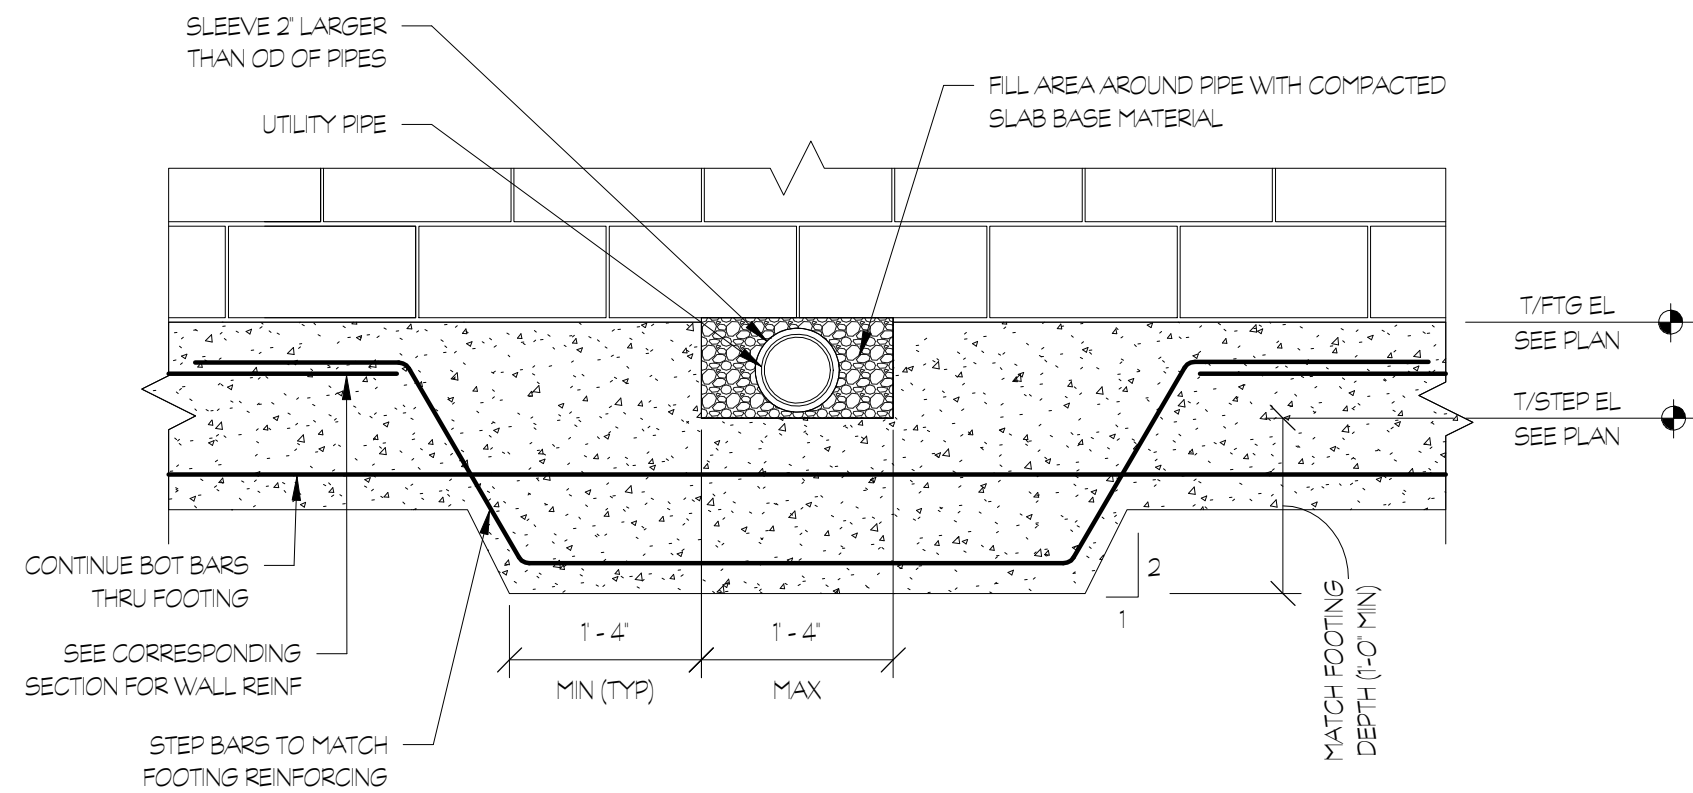 SLEEVE 2" LARGER
THAN OD OF PIPES
UTILITY PIPE
FILL AREA AROUND PIPE WITH COMPACTED
SLAB BASE MATERIAL
T/FTG EL
SEE PLAN
T/STEP EL
SEE PLAN
CONTINUE BOT BARS
THRU FOOTING
SEE CORRESPONDING
SECTION FOR WALL REINF
STEP BARS TO MATCH
FOOTING REINFORCING
1' - 4"
MIN (TYP)
1' - 4"
MAX
2
1
MATCH FOOTING
DEPTH (1'-0" MIN)